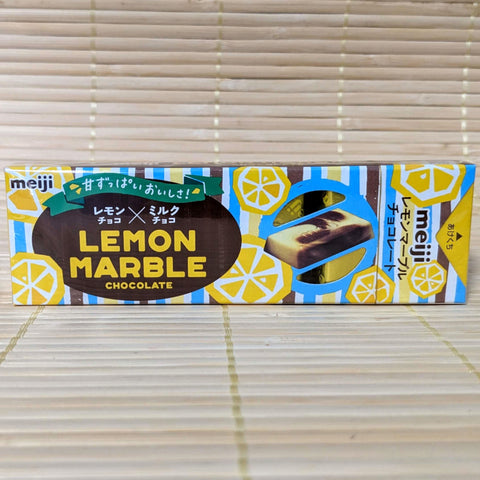 meiji
甘ずっぱいおいしさ!
レモン
チョコ
×
ミルク
チョコ
LEMON
MARBLE
CHOCOLATE
あけくち
meiji
レモンマーブル
チョコレート